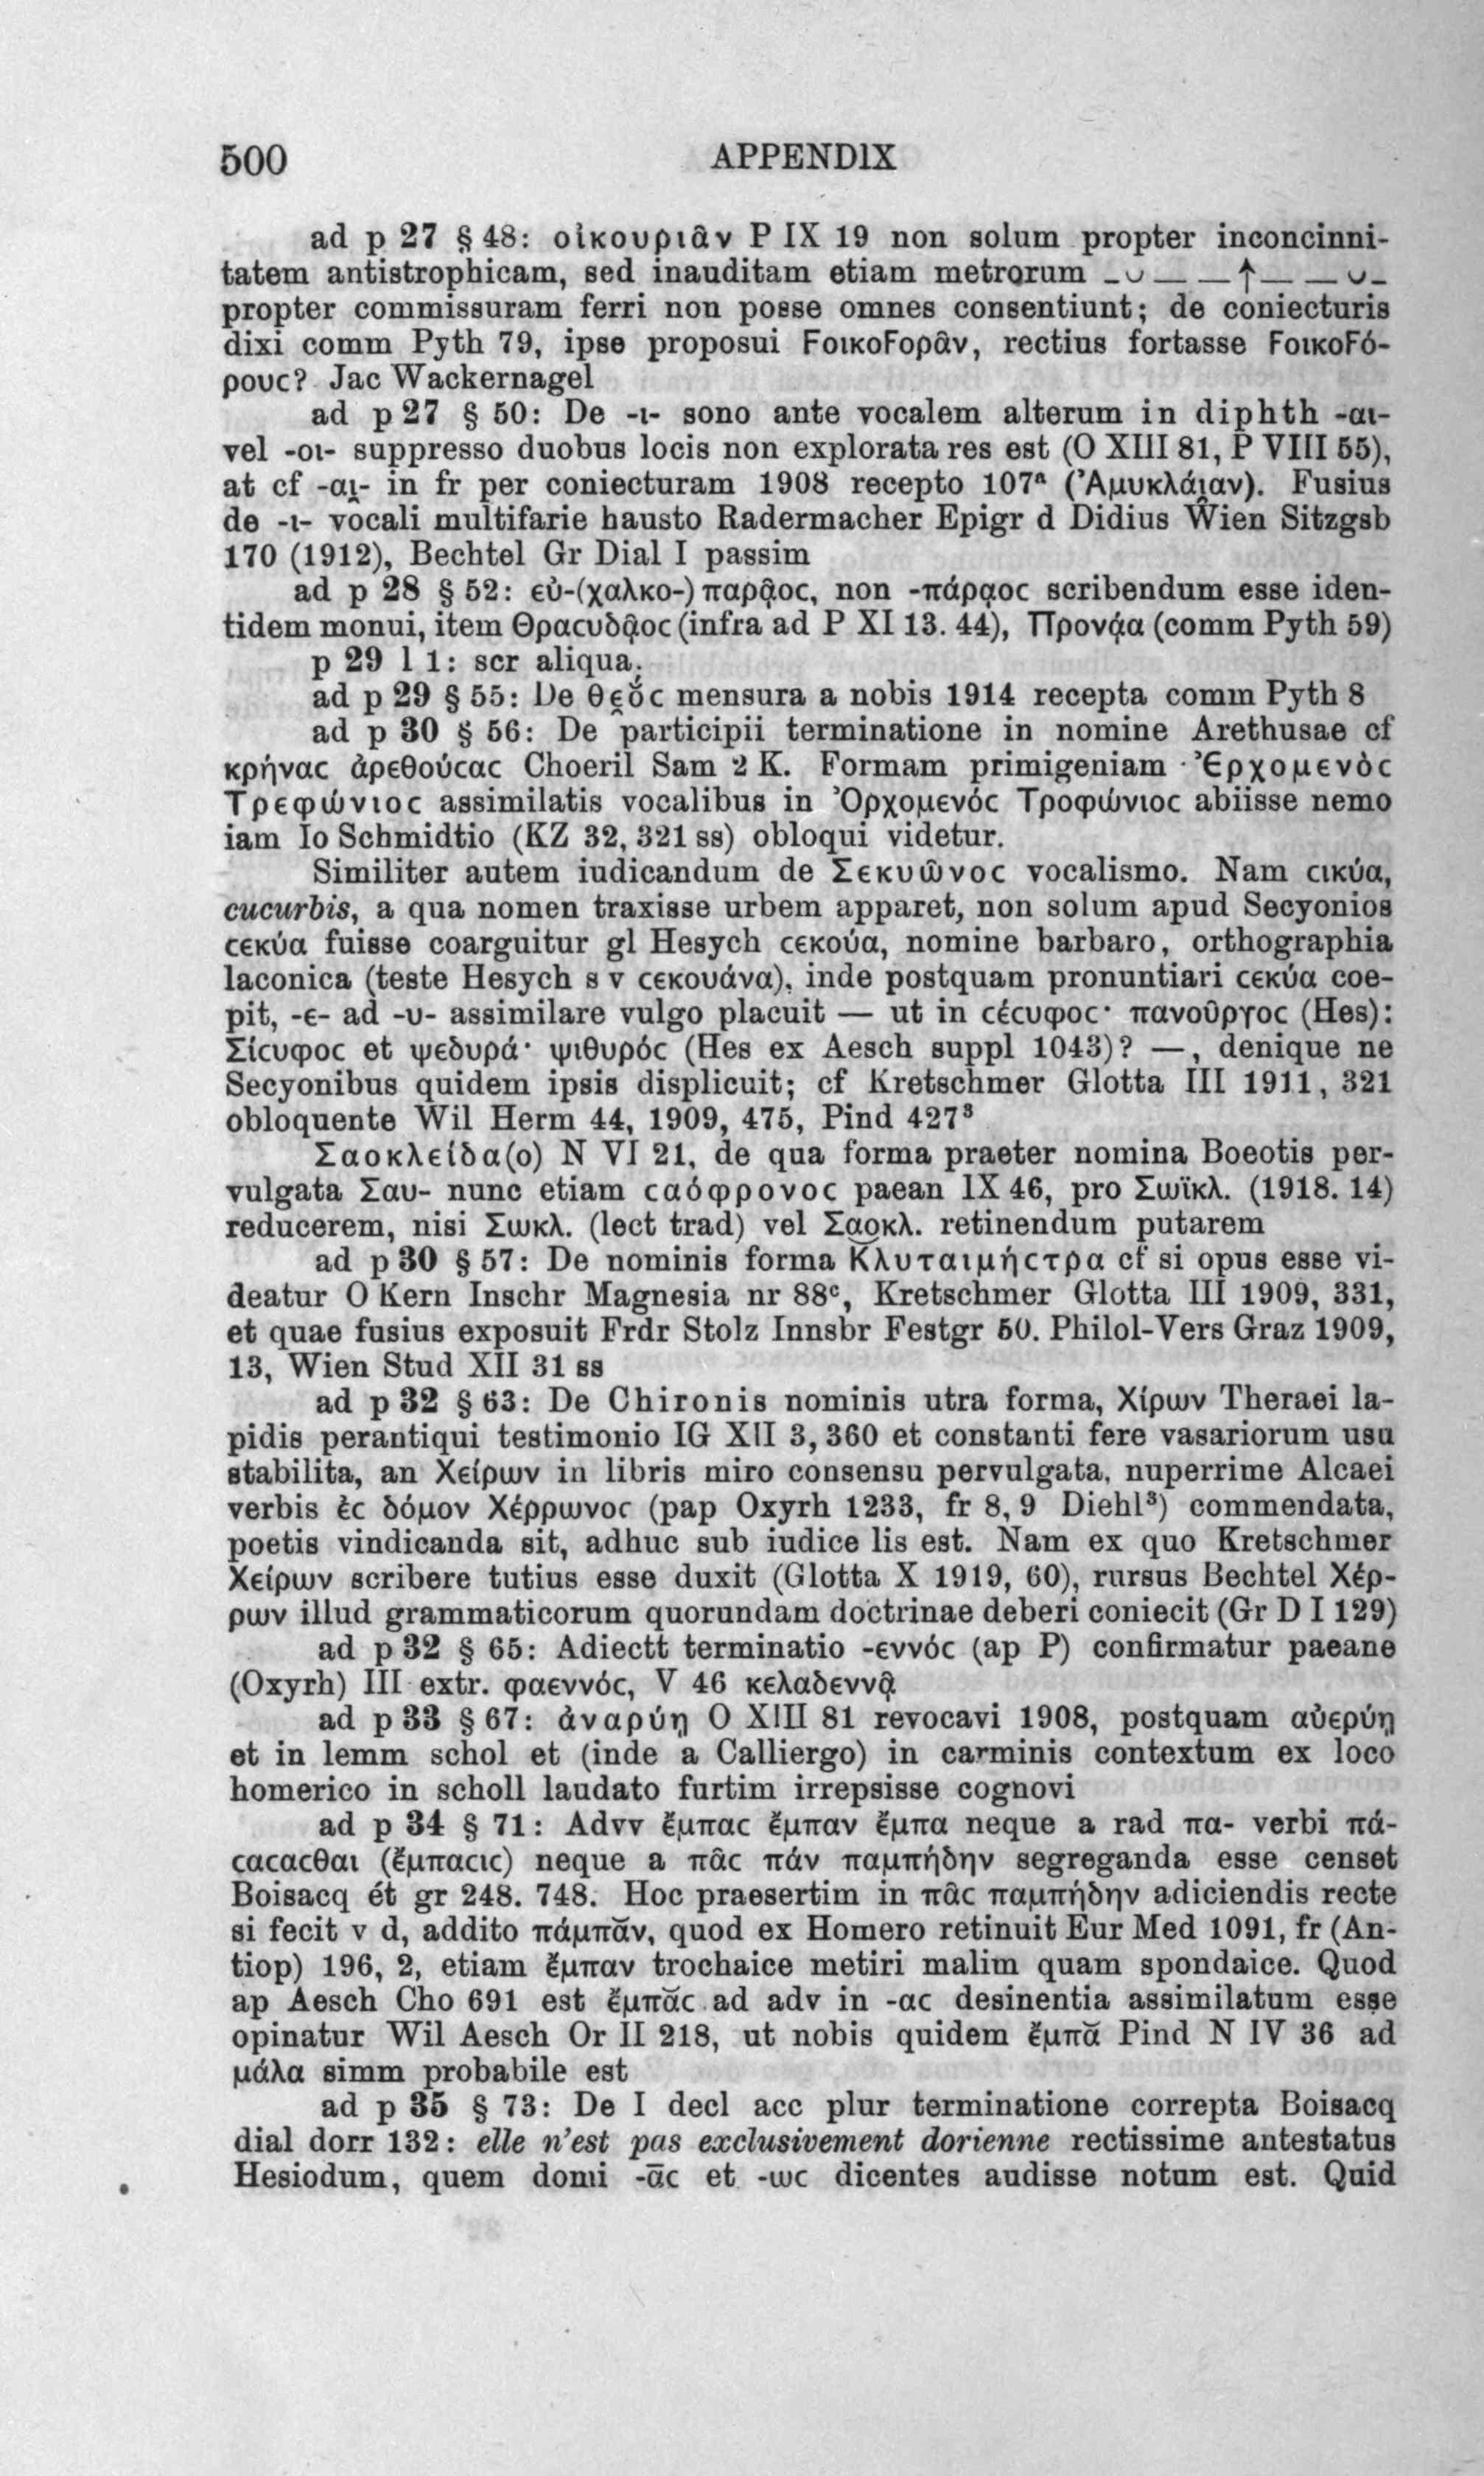 500 APPENDIX
ad p 27 § 48: οἰκουριᾶν P IX 19 non solum propter inconcinni-
tatem antistrophicam, sed inauditam etiam metrorum _ ᴗ _ _ ↑ _ _ ᴗ _
propter commissuram ferri non posse omnes consentiunt; de coniecturis
dixi comm Pyth 79, ipse proposui ϝοικοϝορᾶν, rectius fortasse ϝοικοϝό-
ρουϲ? Jac Wackernagel
ad p 27 § 50: De -ι- sono ante vocalem alterum in diphth -αι-
vel -οι- suppresso duobus locis non explorata res est (O XIII 81, P VIII 55),
at cf -αι̯- in fr per coniecturam 1908 recepto 107ᵃ (Ἀμυκλάι̯αν). Fusius
de -ι- vocali multifarie hausto Radermacher Epigr d Didius Wien Sitzgsb
170 (1912), Bechtel Gr Dial I passim
ad p 28 § 52: εὐ-(χαλκο-)παρᾷοϲ, non -πάρᾳοϲ scribendum esse iden-
tidem monui, item Θραϲυδᾷοϲ (infra ad P XI 13. 44), Προνᾴα (comm Pyth 59)
p 29 l 1: scr aliqua;
ad p 29 § 55: De θε̯ό̆ϲ mensura a nobis 1914 recepta comm Pyth 8
ad p 30 § 56: De participii terminatione in nomine Arethusae cf
κρήναϲ ἀρεθούϲαϲ Choeril Sam 2 K. Formam primigeniam Ἐρχομενὸϲ
Τρεφώνιοϲ assimilatis vocalibus in Ὀρχομενόϲ Τροφώνιοϲ abiisse nemo
iam Io Schmidtio (KZ 32, 321 ss) obloqui videtur.
Similiter autem iudicandum de Σεκυῶνοϲ vocalismo. Nam ϲικύα,
cucurbis, a qua nomen traxisse urbem apparet, non solum apud Secyonios
ϲεκύα fuisse coarguitur gl Hesych ϲεκούα, nomine barbaro, orthographia
laconica (teste Hesych s v ϲεκουάνα), inde postquam pronuntiari ϲεκύα coe-
pit, -ε- ad -υ- assimilare vulgo placuit — ut in ϲέϲυφοϲ· πανοῦργοϲ (Hes):
Σίϲυφοϲ et ψεδυρά· ψιθυρόϲ (Hes ex Aesch suppl 1043)? —, denique ne
Secyonibus quidem ipsis displicuit; cf Kretschmer Glotta III 1911, 321
obloquente Wil Herm 44, 1909, 475, Pind 427³
Σαοκλείδα(ο) N VI 21, de qua forma praeter nomina Boeotis per-
vulgata Σαυ- nunc etiam ϲαόφρονοϲ paean IX 46, pro Σωϊκλ. (1918. 14)
reducerem, nisi Σωκλ. (lect trad) vel Σα͜οκλ. retinendum putarem
ad p 30 § 57: De nominis forma Κλυταιμήϲτρα cf si opus esse vi-
deatur O Kern Inschr Magnesia nr 88ᶜ, Kretschmer Glotta III 1909, 331,
et quae fusius exposuit Frdr Stolz Innsbr Festgr 50. Philol-Vers Graz 1909,
13, Wien Stud XII 31 ss
ad p 32 § 63: De Chironis nominis utra forma, Χίρων Theraei la-
pidis perantiqui testimonio IG XII 3, 360 et constanti fere vasariorum usu
stabilita, an Χείρων in libris miro consensu pervulgata, nuperrime Alcaei
verbis ἐϲ δόμον Χέρρωνοϲ (pap Oxyrh 1233, fr 8, 9 Diehl³) commendata,
poetis vindicanda sit, adhuc sub iudice lis est. Nam ex quo Kretschmer
Χείρων scribere tutius esse duxit (Glotta X 1919, 60), rursus Bechtel Χέρ-
ρων illud grammaticorum quorundam doctrinae deberi coniecit (Gr D I 129)
ad p 32 § 65: Adiectt terminatio -εννόϲ (ap P) confirmatur paeane
(Oxyrh) III extr. φαεννόϲ, V 46 κελαδεννᾷ
ad p 33 § 67: ἀναρύῃ O XIII 81 revocavi 1908, postquam αὐερύῃ
et in lemm schol et (inde a Calliergo) in carminis contextum ex loco
homerico in scholl laudato furtim irrepsisse cognovi
ad p 34 § 71: Advv ἔμπαϲ ἔμπαν ἔμπα neque a rad πα- verbi πά-
ϲαϲαϲθαι (ἔμπαϲιϲ) neque a πᾶϲ πάν παμπήδην segreganda esse censet
Boisacq ét gr 248. 748. Hoc praesertim in πᾶϲ παμπήδην adiciendis recte
si fecit v d, addito πάμπᾰν, quod ex Homero retinuit Eur Med 1091, fr (An-
tiop) 196, 2, etiam ἔμπαν trochaice metiri malim quam spondaice. Quod
ap Aesch Cho 691 est ἔμπᾰϲ ad adv in -αϲ desinentia assimilatum esse
opinatur Wil Aesch Or II 218, ut nobis quidem ἔμπᾰ Pind N IV 36 ad
μάλα simm probabile est
ad p 35 § 73: De I decl acc plur terminatione correpta Boisacq
dial dorr 132: elle n'est pas exclusivement dorienne rectissime antestatus
Hesiodum, quem domi -ᾱϲ et -ωϲ dicentes audisse notum est. Quid